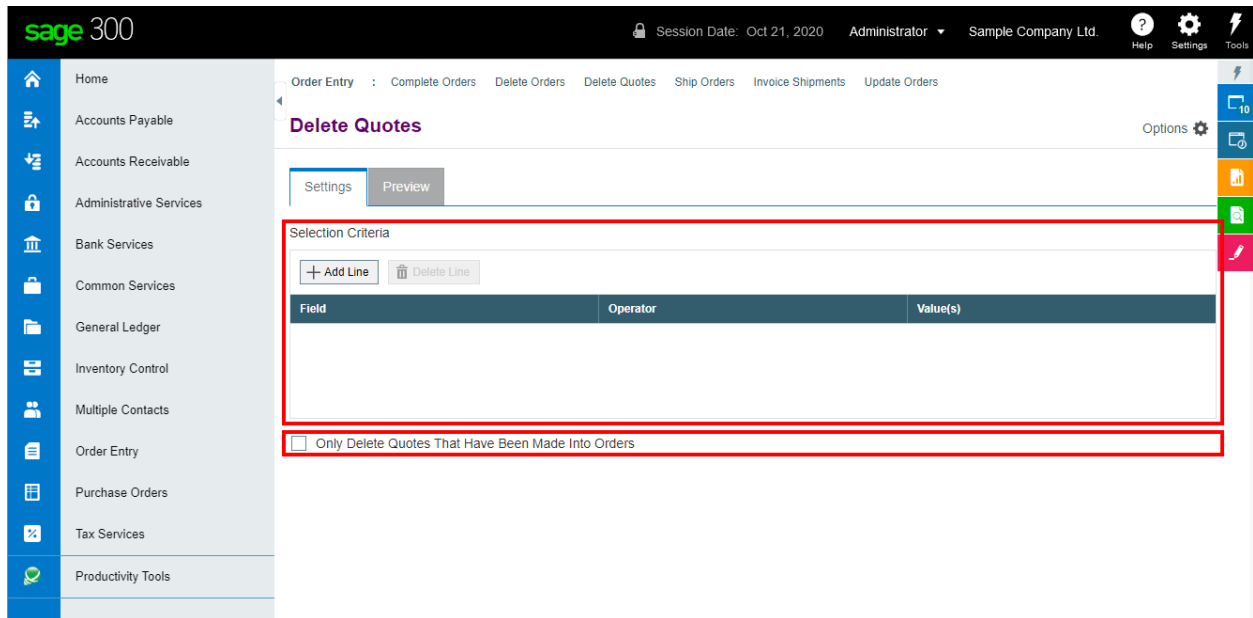 sage 300
Session Date: Oct 21, 2020 Administrator Sample Company Ltd. ? Help Settings Tools
Home
Accounts Payable
Accounts Receivable
Administrative Services
Bank Services
Common Services
General Ledger
Inventory Control
Multiple Contacts
Order Entry
Purchase Orders
Tax Services
Productivity Tools
Order Entry : Complete Orders Delete Orders Delete Quotes Ship Orders Invoice Shipments Update Orders
Delete Quotes
Options
Settings Preview
Selection Criteria
Add Line Delete Line
Field Operator Value(s)
Only Delete Quotes That Have Been Made Into Orders
10